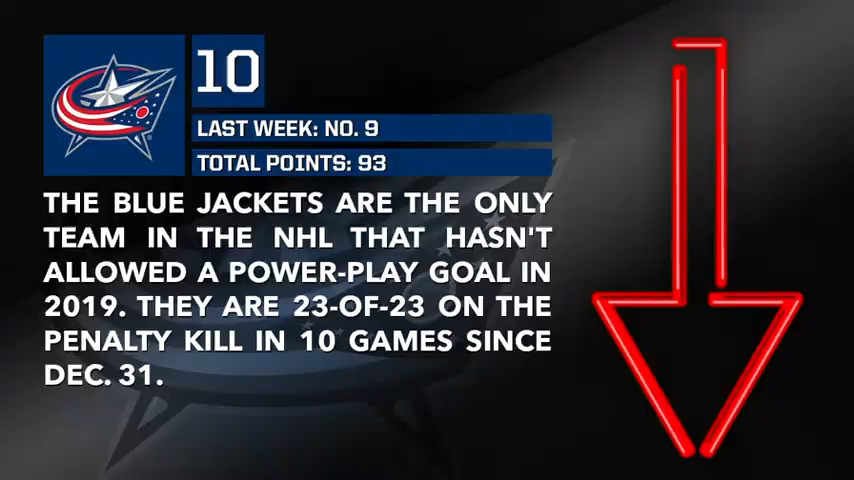 10
LAST WEEK: NO. 9
TOTAL POINTS: 93
THE BLUE JACKETS ARE THE ONLY
TEAM IN THE NHL THAT HASN'T
ALLOWED A POWER-PLAY GOAL IN
2019. THEY ARE 23-OF-23 ON THE
PENALTY KILL IN 10 GAMES SINCE
DEC. 31.